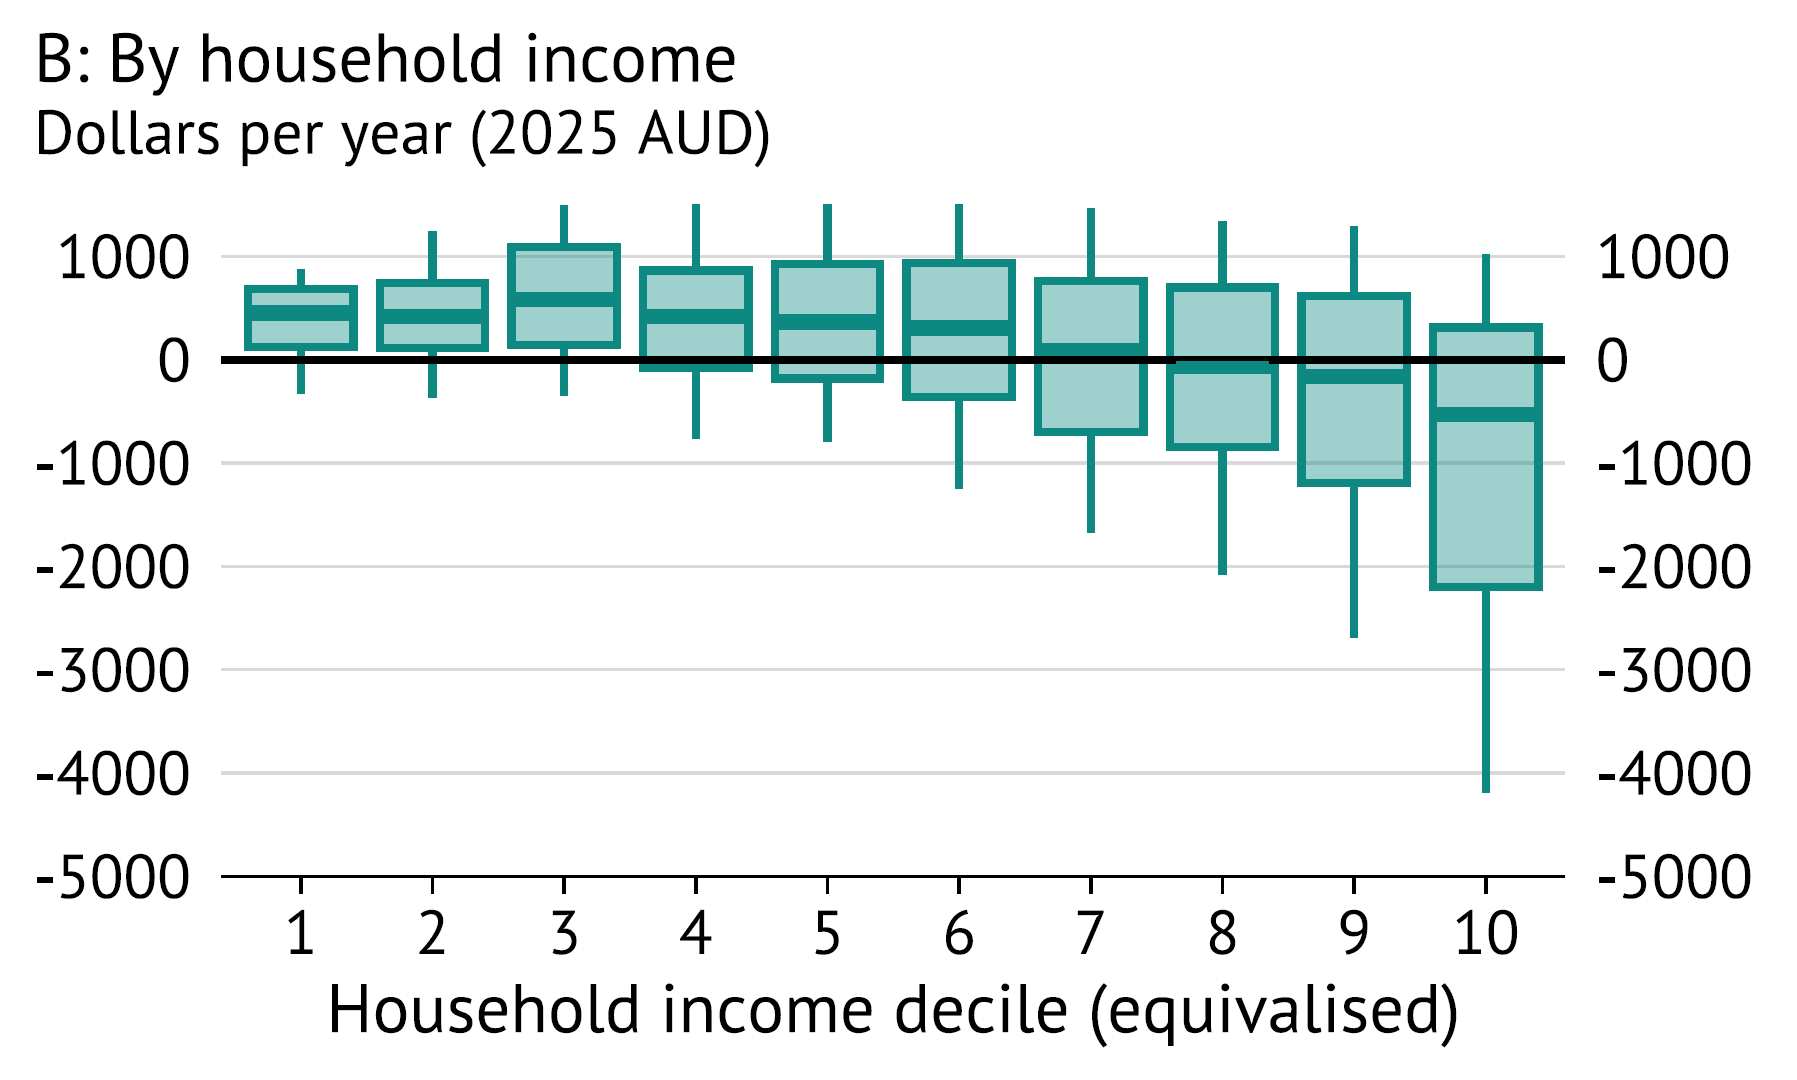 B: By household income
Dollars per year (2025 AUD)
1000 1000
0 0
-1000 -1000
-2000 -2000
-3000 -3000
-4000 -4000
-5000 -5000
1 2 3 4 5 6 7 8 9 10
Household income decile (equivalised)